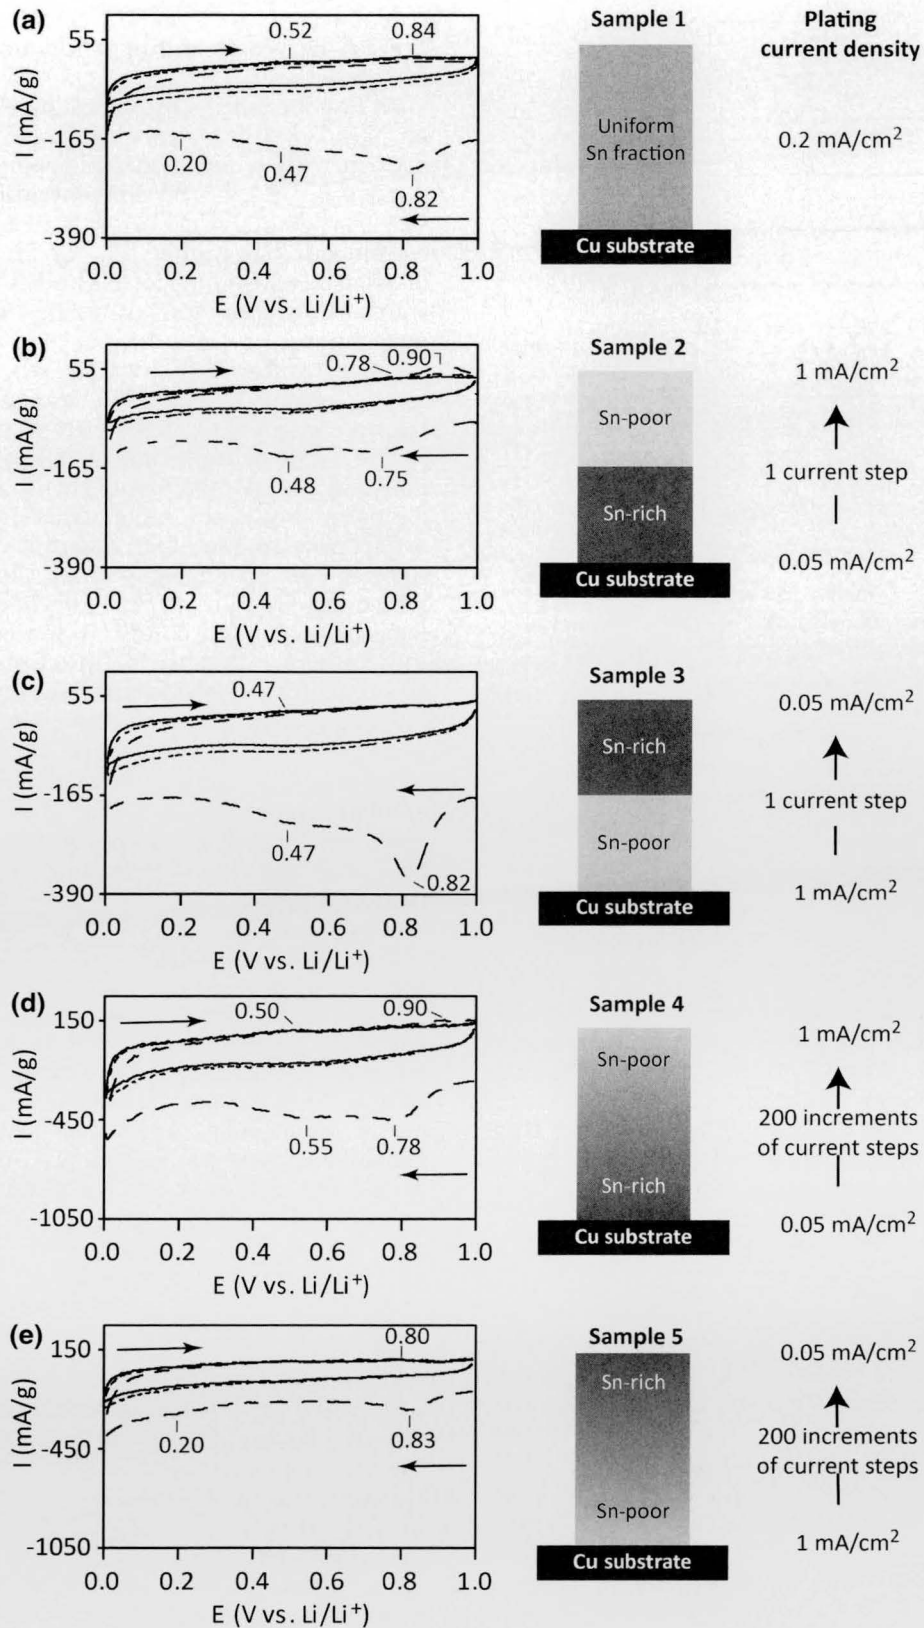 (a)
55
-165
-390
I (mA/g)
0.52
0.84
0.20
0.47
0.82
0.0 0.2 0.4 0.6 0.8 1.0
E (V vs. Li/Li⁺)
Sample 1
Uniform
Sn fraction
Cu substrate
Plating
current density
0.2 mA/cm²
(b)
55
-165
-390
I (mA/g)
0.78
0.90
0.48
0.75
0.0 0.2 0.4 0.6 0.8 1.0
E (V vs. Li/Li⁺)
Sample 2
Sn-poor
Sn-rich
Cu substrate
1 mA/cm²
1 current step
0.05 mA/cm²
(c)
55
-165
-390
I (mA/g)
0.47
0.47
0.82
0.0 0.2 0.4 0.6 0.8 1.0
E (V vs. Li/Li⁺)
Sample 3
Sn-rich
Sn-poor
Cu substrate
0.05 mA/cm²
1 current step
1 mA/cm²
(d)
150
-450
-1050
I (mA/g)
0.50
0.90
0.55
0.78
0.0 0.2 0.4 0.6 0.8 1.0
E (V vs. Li/Li⁺)
Sample 4
Sn-poor
Sn-rich
Cu substrate
1 mA/cm²
200 increments
of current steps
0.05 mA/cm²
(e)
150
-450
-1050
I (mA/g)
0.80
0.20
0.83
0.0 0.2 0.4 0.6 0.8 1.0
E (V vs. Li/Li⁺)
Sample 5
Sn-rich
Sn-poor
Cu substrate
0.05 mA/cm²
200 increments
of current steps
1 mA/cm²